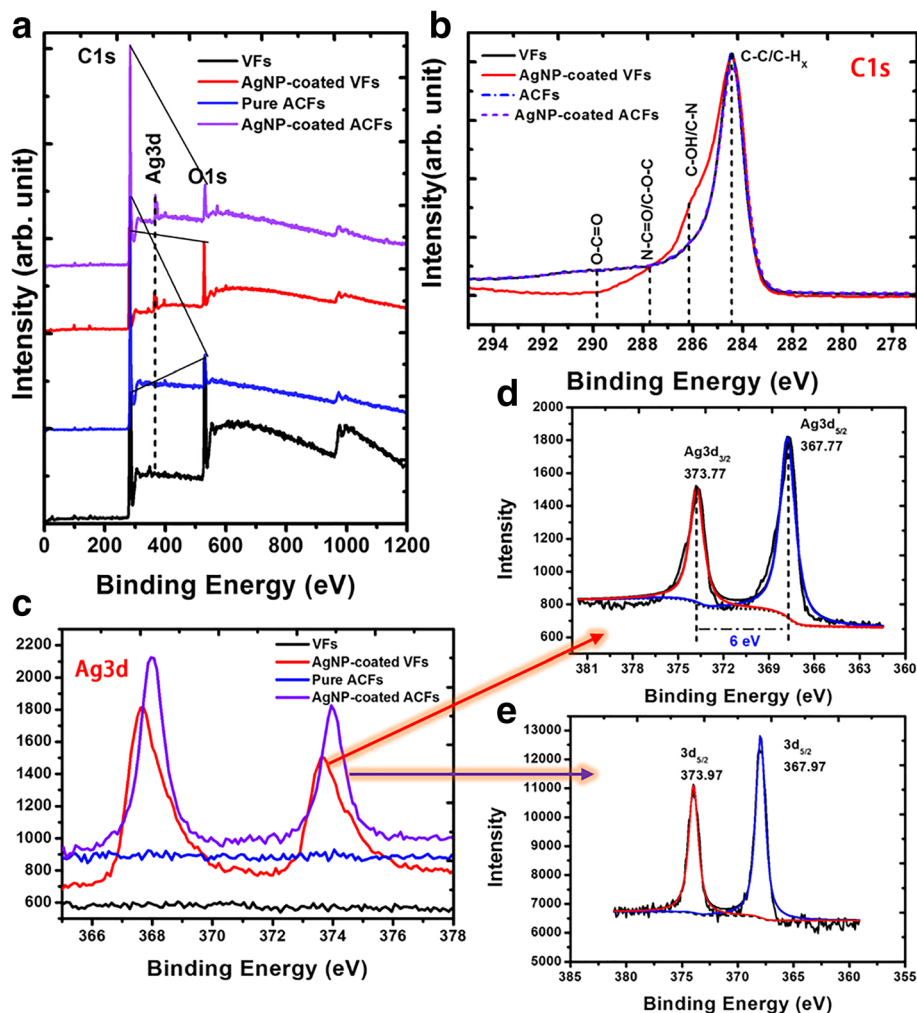 a
C1s
Ag3d
O1s
VFs
AgNP-coated VFs
Pure ACFs
AgNP-coated ACFs
Intensity (arb. unit)
0 200 400 600 800 1000 1200
Binding Energy (eV)
b
VFs
AgNP-coated VFs
ACFs
AgNP-coated ACFs
C-C/C-Hx
C1s
C-OH/C-N
N-C=O/C-O-C
O-C=O
Intensity(arb. unit)
294 292 290 288 286 284 282 280 278
Binding Energy (eV)
c
Ag3d
VFs
AgNP-coated VFs
Pure ACFs
AgNP-coated ACFs
2200
2000
1800
1600
1400
1200
1000
800
600
366 368 370 372 374 376 378
Binding Energy (eV)
d
2000
1800
1600
1400
1200
1000
800
600
Intensity
Ag3d3/2
373.77
Ag3d5/2
367.77
6 eV
381 378 375 372 369 366 363 360
Binding Energy (eV)
e
13000
12000
11000
10000
9000
8000
7000
6000
5000
Intensity
3d5/2
373.97
3d5/2
367.97
385 380 375 370 365 360 355
Binding Energy (eV)